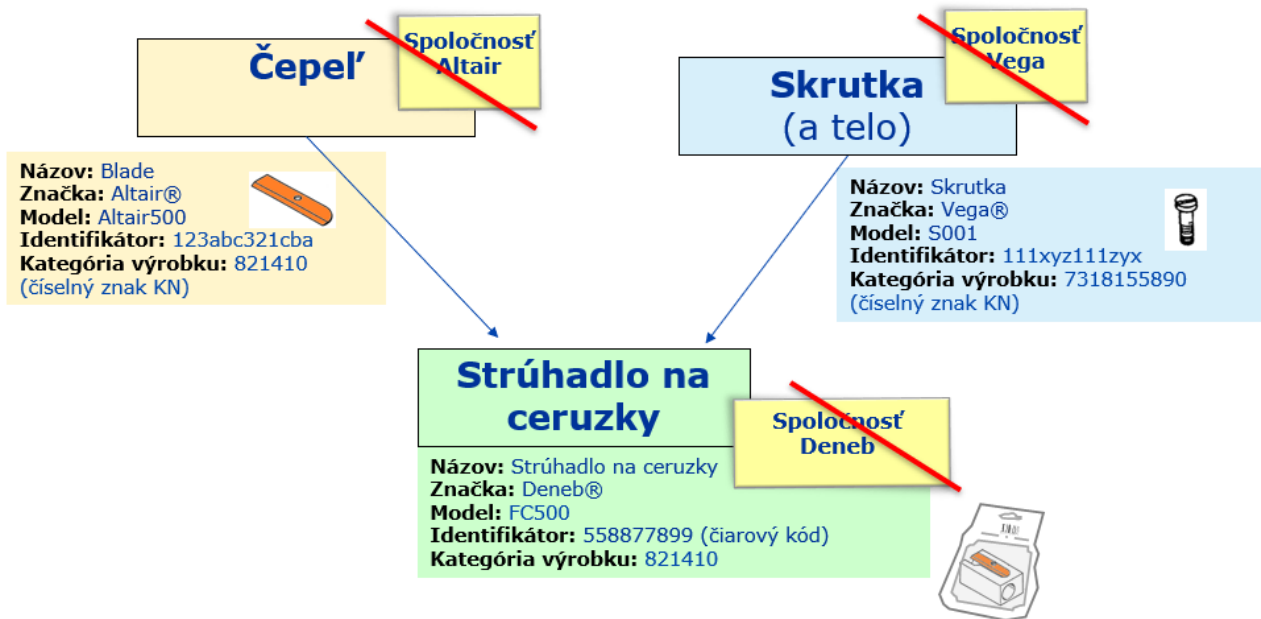 Čepeľ
Spoločnosť
Altair
Skrutka
(a telo)
Spoločnosť
Vega
Názov: Blade
Značka: Altair®
Model: Altair500
Identifikátor: 123abc321cba
Kategória výrobku: 821410
(číselný znak KN)
Názov: Skrutka
Značka: Vega®
Model: S001
Identifikátor: 111xyz111zyx
Kategória výrobku: 7318155890
(číselný znak KN)
Strúhadlo na
ceruzky
Spoločnosť
Deneb
Názov: Strúhadlo na ceruzky
Značka: Deneb®
Model: FC500
Identifikátor: 558877899 (čiarový kód)
Kategória výrobku: 821410